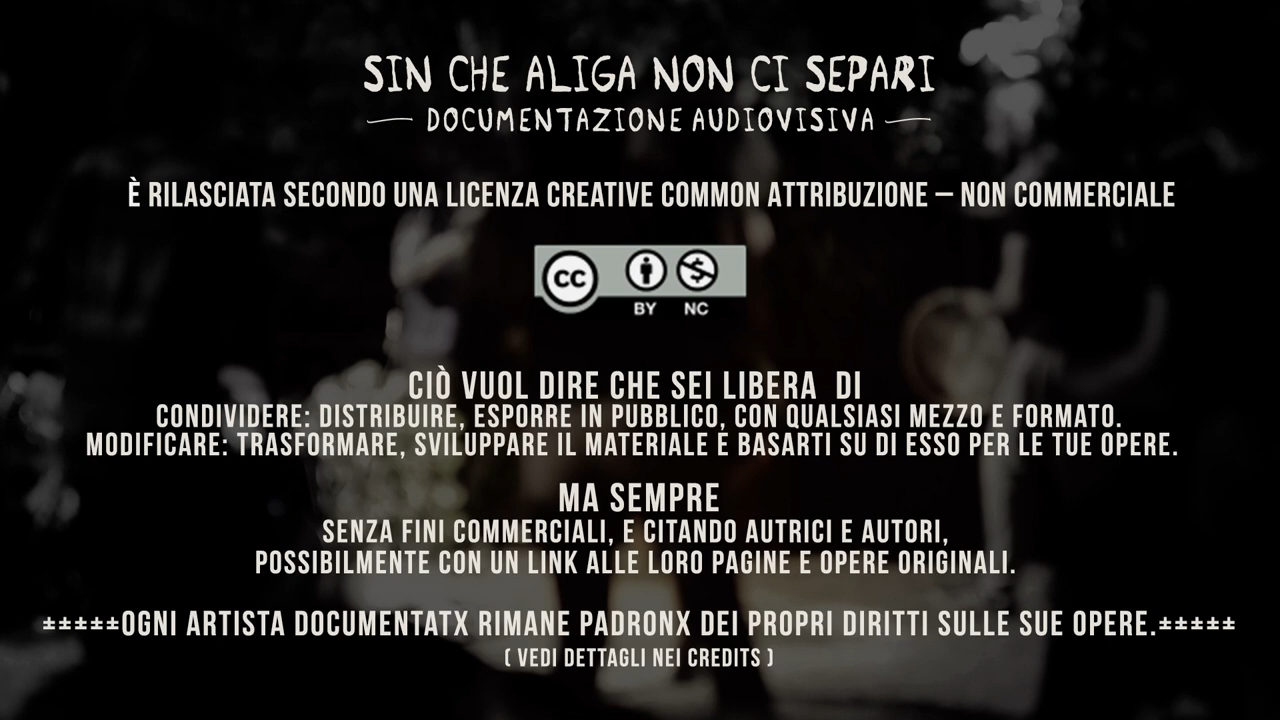 SIN CHE ALIGA NON CI SEPARI
DOCUMENTAZIONE AUDIOVISIVA
È RILASCIATA SECONDO UNA LICENZA CREATIVE COMMON ATTRIBUZIONE – NON COMMERCIALE
CC BY NC
CIÒ VUOL DIRE CHE SEI LIBERA DI
CONDIVIDERE: DISTRIBUIRE, ESPORRE IN PUBBLICO, CON QUALSIASI MEZZO E FORMATO.
MODIFICARE: TRASFORMARE, SVILUPPARE IL MATERIALE E BASARTI SU DI ESSO PER LE TUE OPERE.
MA SEMPRE
SENZA FINI COMMERCIALI, E CITANDO AUTRICI E AUTORI,
POSSIBILMENTE CON UN LINK ALLE LORO PAGINE E OPERE ORIGINALI.
±±±±±OGNI ARTISTA DOCUMENTATX RIMANE PADRONX DEI PROPRI DIRITTI SULLE SUE OPERE.±±±±±
( VEDI DETTAGLI NEI CREDITS )